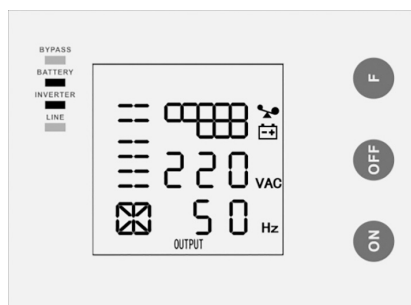 BYPASS
BATTERY
INVERTER
LINE
F
OFF
ON
220 VAC
50 Hz
OUTPUT